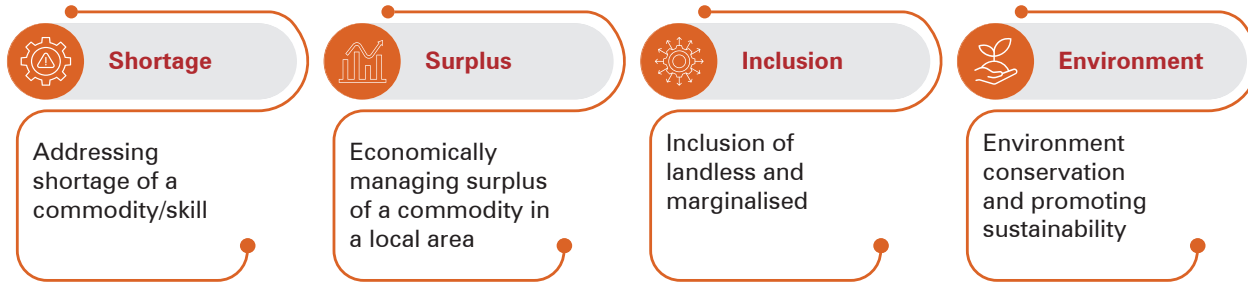 Shortage
Addressing
shortage of a
commodity/skill
Surplus
Economically
managing surplus
of a commodity in
a local area
Inclusion
Inclusion of
landless and
marginalised
Environment
Environment
conservation
and promoting
sustainability